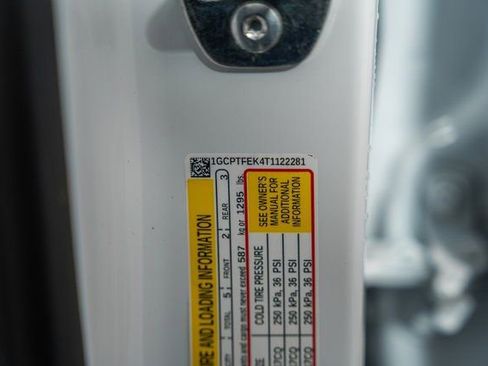 1GCPTFEK4T1122281
IRE AND LOADING INFORMATION
TOTAL 5 FRONT 2 REAR 3
and cargo must never exceed 587 kg or 1295 lbs.
SEE OWNER'S
MANUAL FOR
ADDITIONAL
INFORMATION
COLD TIRE PRESSURE
250 kPa, 36 PSI
250 kPa, 36 PSI
250 kPa, 36 PSI